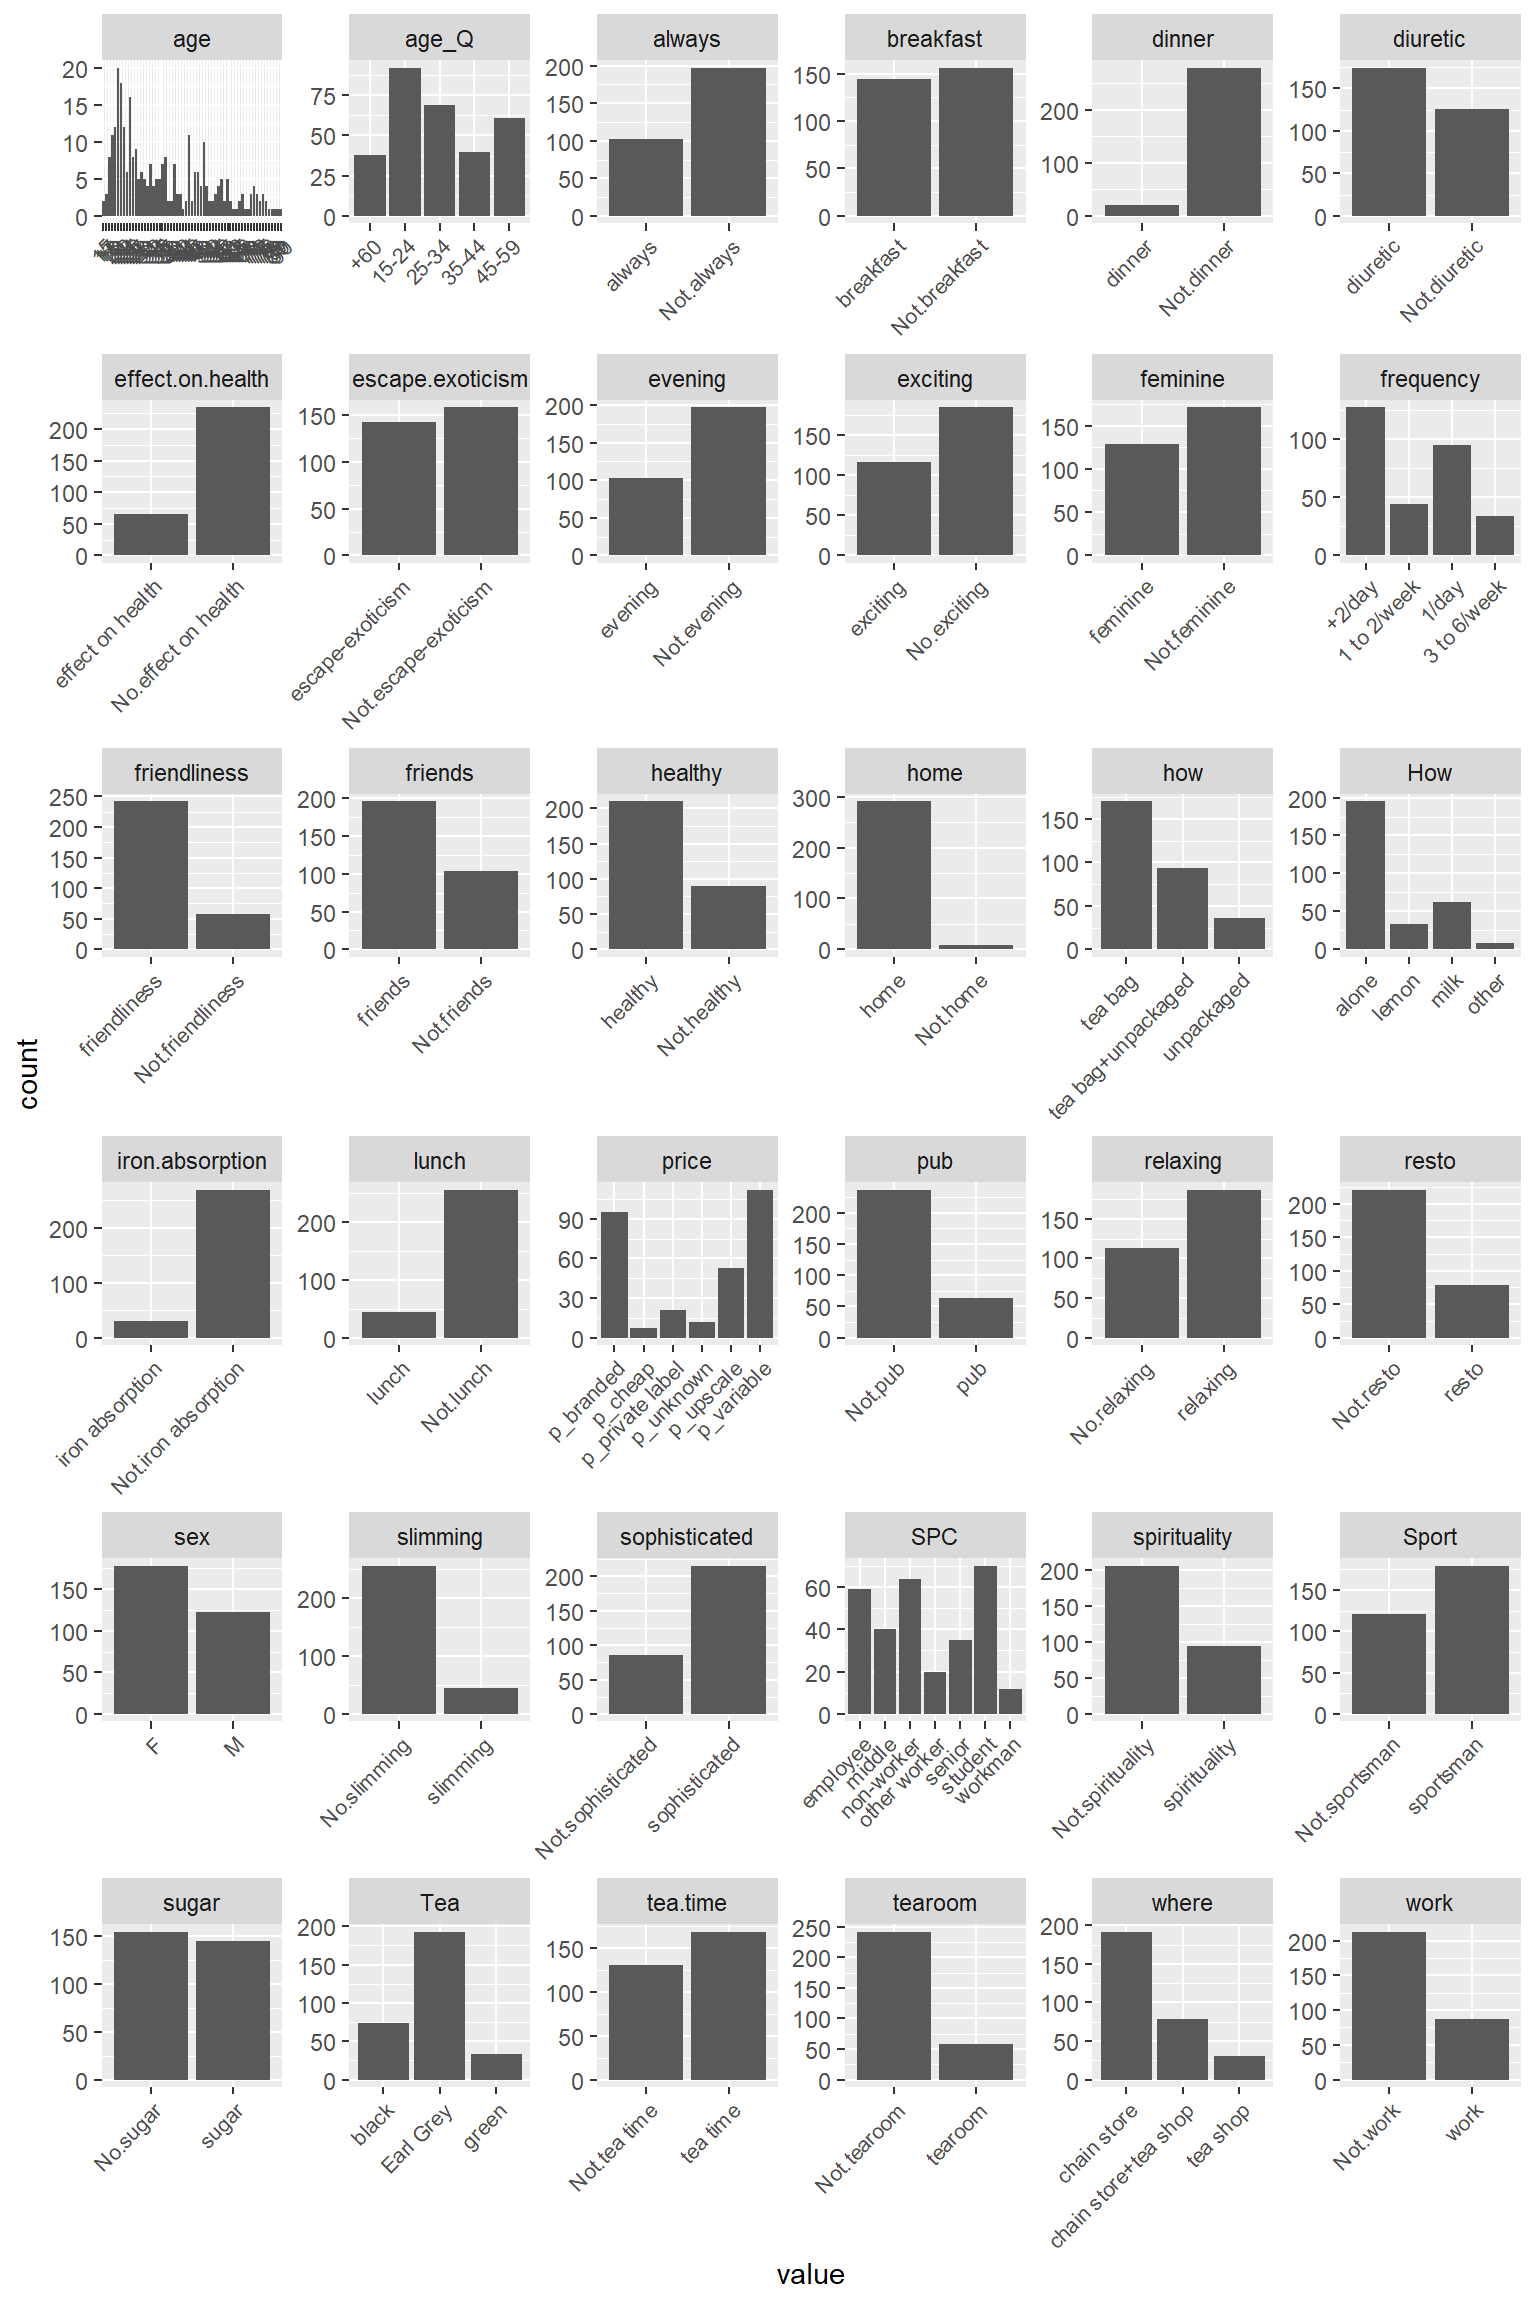 age
age_Q
always
breakfast
dinner
diuretic
20
15
10
5
0
75
50
25
0
200
150
100
50
0
150
100
50
0
200
100
0
150
100
50
0
+60
15-24
25-34
35-44
45-59
always
Not.always
breakfast
Not.breakfast
dinner
Not.dinner
diuretic
Not.diuretic
effect.on.health
escape.exoticism
evening
exciting
feminine
frequency
200
150
100
50
0
150
100
50
0
200
150
100
50
0
150
100
50
0
150
100
50
0
100
50
0
effect on health
No.effect on health
escape-exoticism
Not.escape-exoticism
evening
Not.evening
exciting
No.exciting
feminine
Not.feminine
+2/day
1 to 2/week
1/day
3 to 6/week
friendliness
friends
healthy
home
how
How
250
200
150
100
50
0
200
150
100
50
0
200
150
100
50
0
300
200
100
0
150
100
50
0
200
150
100
50
0
friendliness
Not.friendliness
friends
Not.friends
healthy
Not.healthy
home
Not.home
tea bag
tea bag+unpackaged
unpackaged
alone
lemon
milk
other
count
iron.absorption
lunch
price
pub
relaxing
resto
200
100
0
200
100
0
90
60
30
0
200
150
100
50
0
150
100
50
0
200
150
100
50
0
iron absorption
Not.iron absorption
lunch
Not.lunch
p_branded
p_cheap
p_private label
p_unknown
p_upscale
p_variable
Not.pub
pub
No.relaxing
relaxing
Not.resto
resto
sex
slimming
sophisticated
SPC
spirituality
Sport
150
100
50
0
200
100
0
200
150
100
50
0
60
40
20
0
200
150
100
50
0
150
100
50
0
F
M
No.slimming
slimming
Not.sophisticated
sophisticated
employee
middle
non-worker
other worker
senior
student
workman
Not.spirituality
spirituality
Not.sportsman
sportsman
sugar
Tea
tea.time
tearoom
where
work
150
100
50
0
200
150
100
50
0
150
100
50
0
250
200
150
100
50
0
200
150
100
50
0
200
150
100
50
0
No.sugar
sugar
black
Earl Grey
green
Not.tea time
tea time
Not.tearoom
tearoom
chain store
chain store+tea shop
tea shop
Not.work
work
value